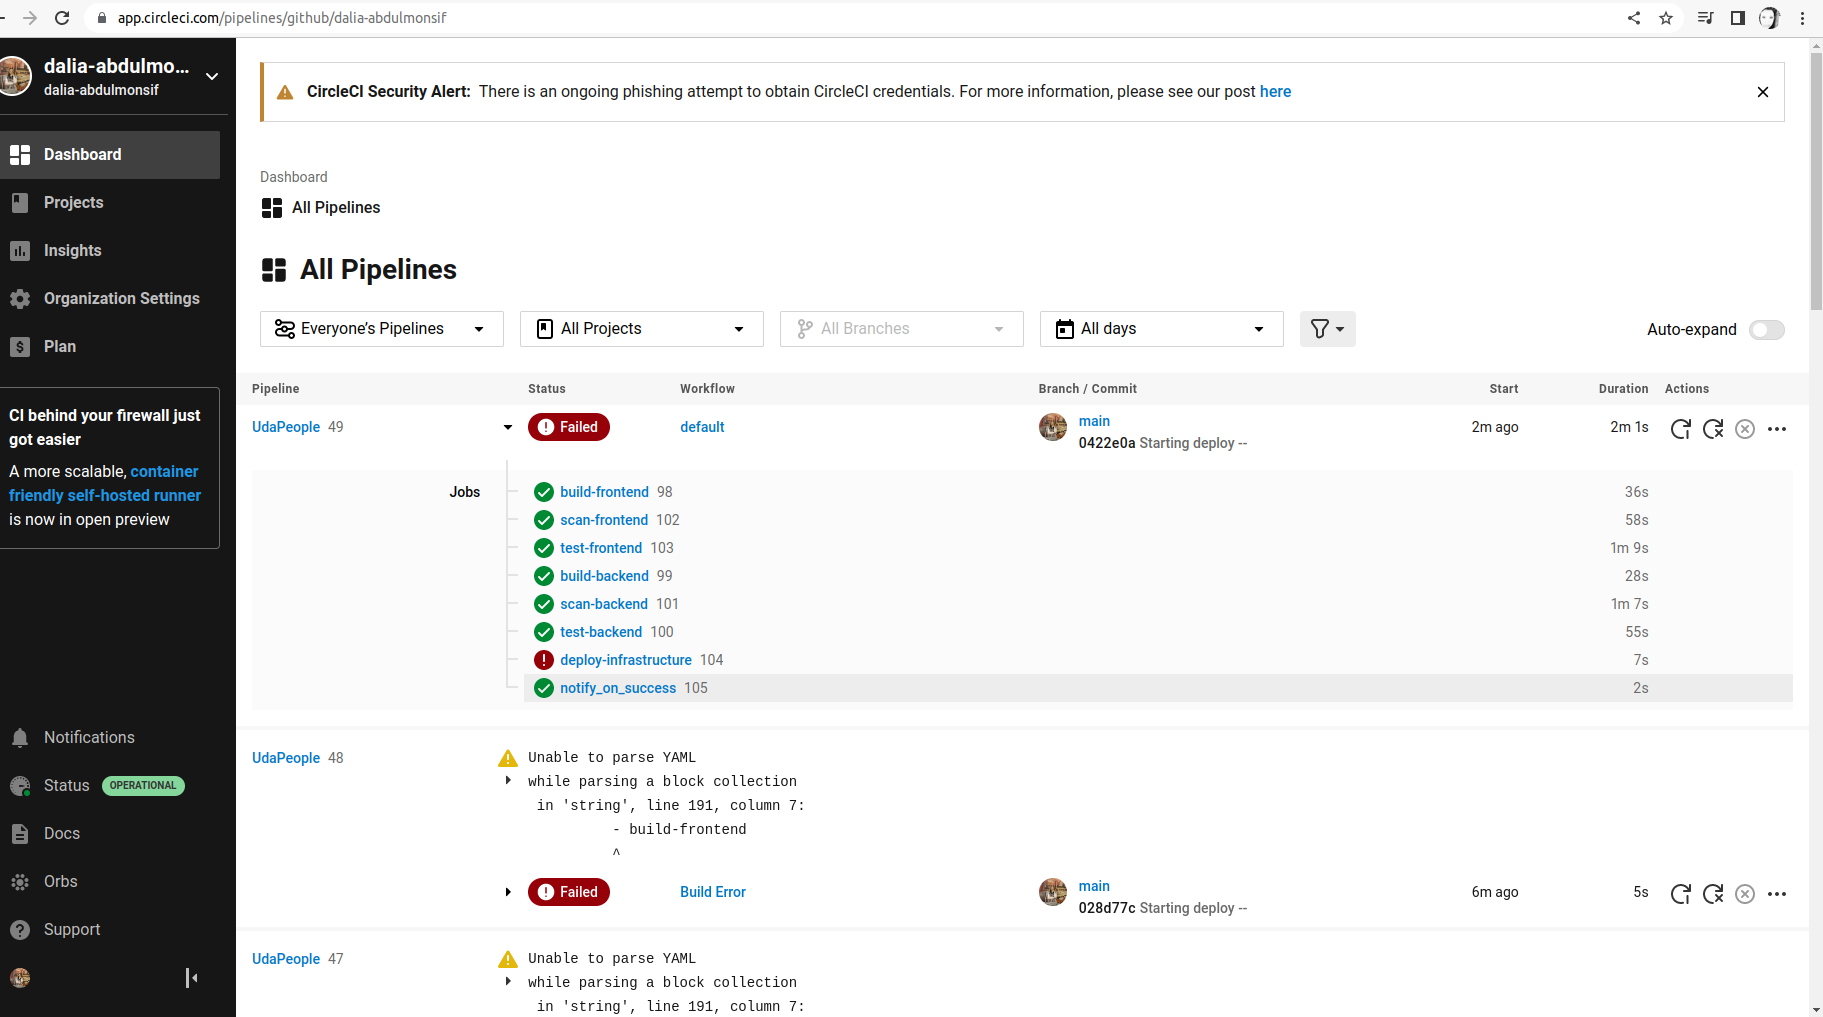 app.circleci.com/pipelines/github/dalia-abdulmonsif
dalia-abdulmo...
dalia-abdulmonsif
Dashboard
Projects
Insights
Organization Settings
Plan
CI behind your firewall just
got easier
A more scalable, container
friendly self-hosted runner
is now in open preview
Notifications
Status OPERATIONAL
Docs
Orbs
Support
CircleCI Security Alert: There is an ongoing phishing attempt to obtain CircleCI credentials. For more information, please see our post here
Dashboard
All Pipelines
All Pipelines
Everyone's Pipelines
All Projects
All Branches
All days
Auto-expand
Pipeline Status Workflow Branch / Commit Start Duration Actions
UdaPeople 49 Failed default main 2m ago 2m 1s
0422e0a Starting deploy --
Jobs
build-frontend 98 36s
scan-frontend 102 58s
test-frontend 103 1m 9s
build-backend 99 28s
scan-backend 101 1m 7s
test-backend 100 55s
deploy-infrastructure 104 7s
notify_on_success 105 2s
UdaPeople 48 Unable to parse YAML
while parsing a block collection
in 'string', line 191, column 7:
- build-frontend
^
Failed Build Error main 6m ago 5s
028d77c Starting deploy --
UdaPeople 47 Unable to parse YAML
while parsing a block collection
in 'string', line 191, column 7: